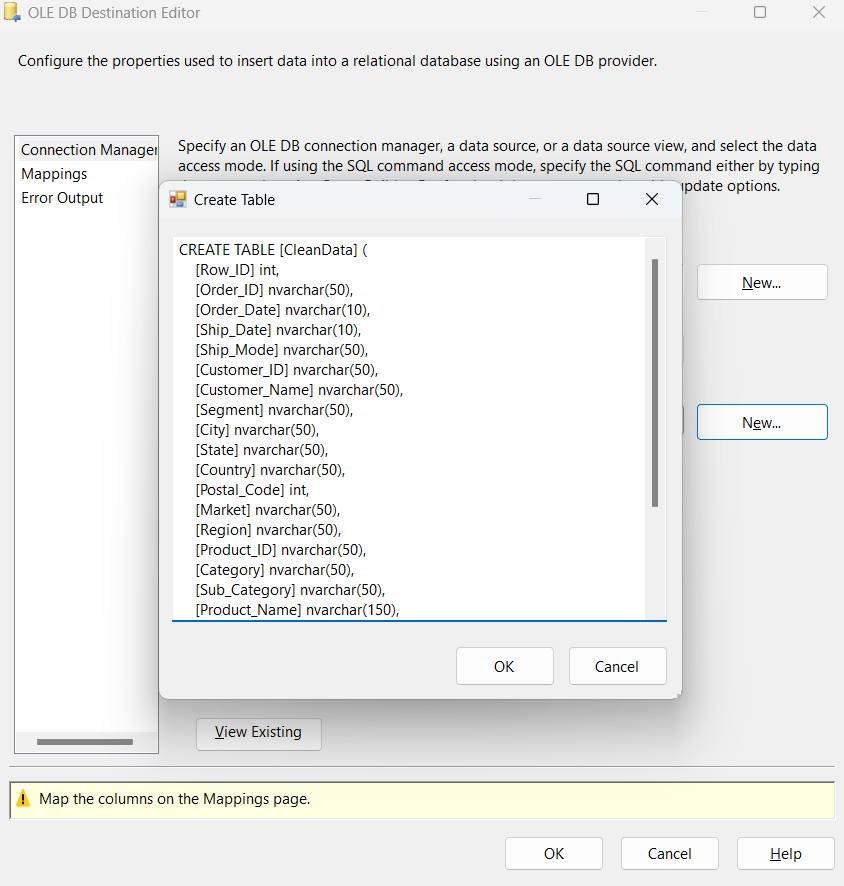 OLE DB Destination Editor
Configure the properties used to insert data into a relational database using an OLE DB provider.
Connection Manager
Mappings
Error Output
Specify an OLE DB connection manager, a data source, or a data source view, and select the data
access mode. If using the SQL command access mode, specify the SQL command either by typing
update options.
Create Table
CREATE TABLE [CleanData] (
[Row_ID] int,
[Order_ID] nvarchar(50),
[Order_Date] nvarchar(10),
[Ship_Date] nvarchar(10),
[Ship_Mode] nvarchar(50),
[Customer_ID] nvarchar(50),
[Customer_Name] nvarchar(50),
[Segment] nvarchar(50),
[City] nvarchar(50),
[State] nvarchar(50),
[Country] nvarchar(50),
[Postal_Code] int,
[Market] nvarchar(50),
[Region] nvarchar(50),
[Product_ID] nvarchar(50),
[Category] nvarchar(50),
[Sub_Category] nvarchar(50),
[Product_Name] nvarchar(150),
OK
Cancel
New...
New...
View Existing
Map the columns on the Mappings page.
OK
Cancel
Help